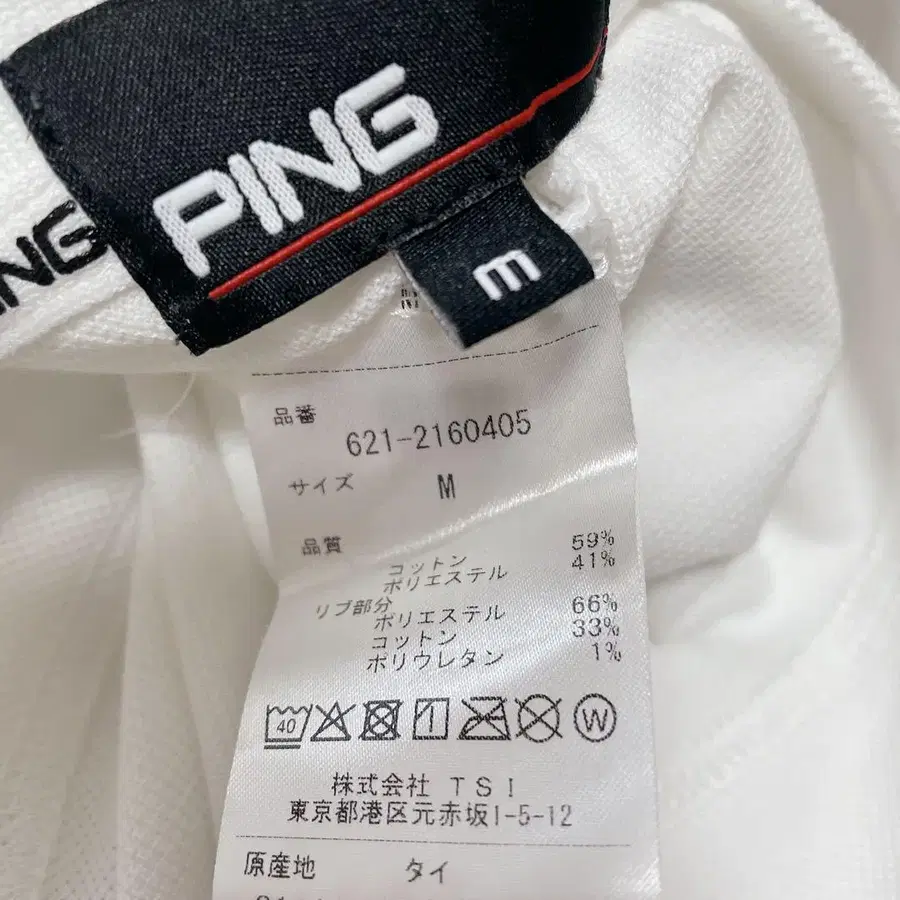 PING
NG
m
品番
621-2160405
サイズ M
品質
コットン 59%
ポリエステル 41%
リブ部分
ポリエステル 66%
コットン 33%
ポリウレタン 1%
40
W
株式会社 TSI
東京都港区元赤坂1-5-12
原産地 タイ